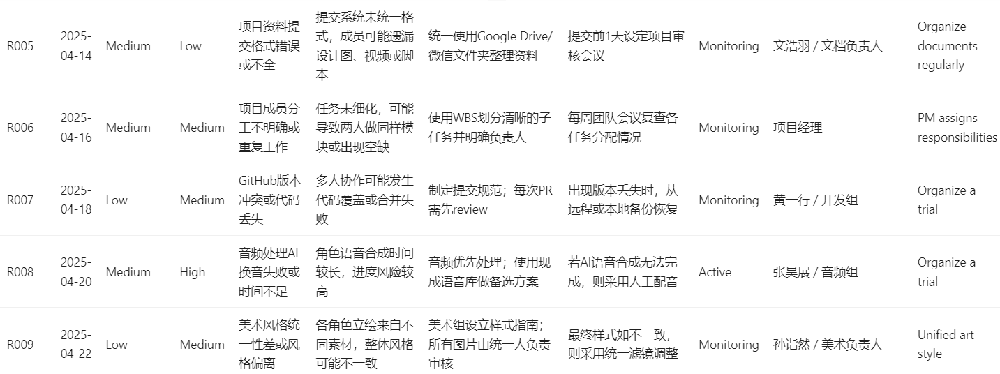 R005
2025-
04-14
Medium
Low
项目资料提
交格式错误
或不全
提交系统未统一格
式，成员可能遗漏
设计图、视频或脚
本
统一使用Google Drive/
微信文件夹整理资料
提交前1天设定项目审
核会议
Monitoring
文浩羽 / 文档负责人
Organize
documents
regularly
R006
2025-
04-16
Medium
Medium
项目成员分
工不明确或
重复工作
任务未细化，可能
导致两人做同样模
块或出现空缺
使用WBS划分清晰的子
任务并明确负责人
每周团队会议复查各
任务分配情况
Monitoring
项目经理
PM assigns
responsibilities
R007
2025-
04-18
Low
Medium
GitHub版本
冲突或代码
丢失
多人协作可能发生
代码覆盖或合并失
败
制定提交规范；每次PR
需先review
出现版本丢失时，从
远程或本地备份恢复
Monitoring
黄一行 / 开发组
Organize a
trial
R008
2025-
04-20
Medium
High
音频处理AI
换音失败或
时间不足
角色语音合成时间
较长，进度风险较
高
音频优先处理；使用现
成语音库做备选方案
若AI语音合成无法完
成，则采用人工配音
Active
张昊展 / 音频组
Organize a
trial
R009
2025-
04-22
Low
Medium
美术风格统
一性差或风
格偏离
各角色立绘来自不
同素材，整体风格
可能不一致
美术组设立样式指南；
所有图片由统一人负责
审核
最终样式如不一致，
则采用统一滤镜调整
Monitoring
孙诣然 / 美术负责人
Unified art
style